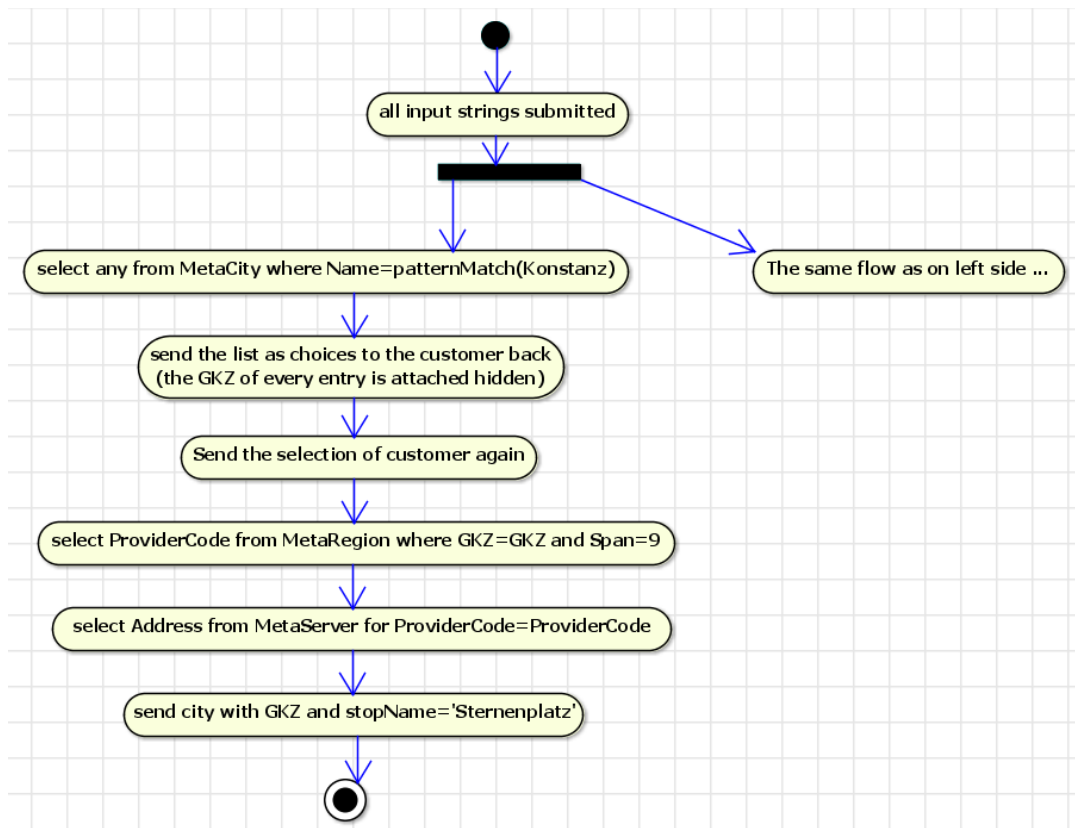 all input strings submitted
select any from MetaCity where Name=patternMatch(Konstanz)
The same flow as on left side ...
send the list as choices to the customer back
(the GKZ of every entry is attached hidden)
Send the selection of customer again
select ProviderCode from MetaRegion where GKZ=GKZ and Span=9
select Address from MetaServer for ProviderCode=ProviderCode
send city with GKZ and stopName='Sternenplatz'